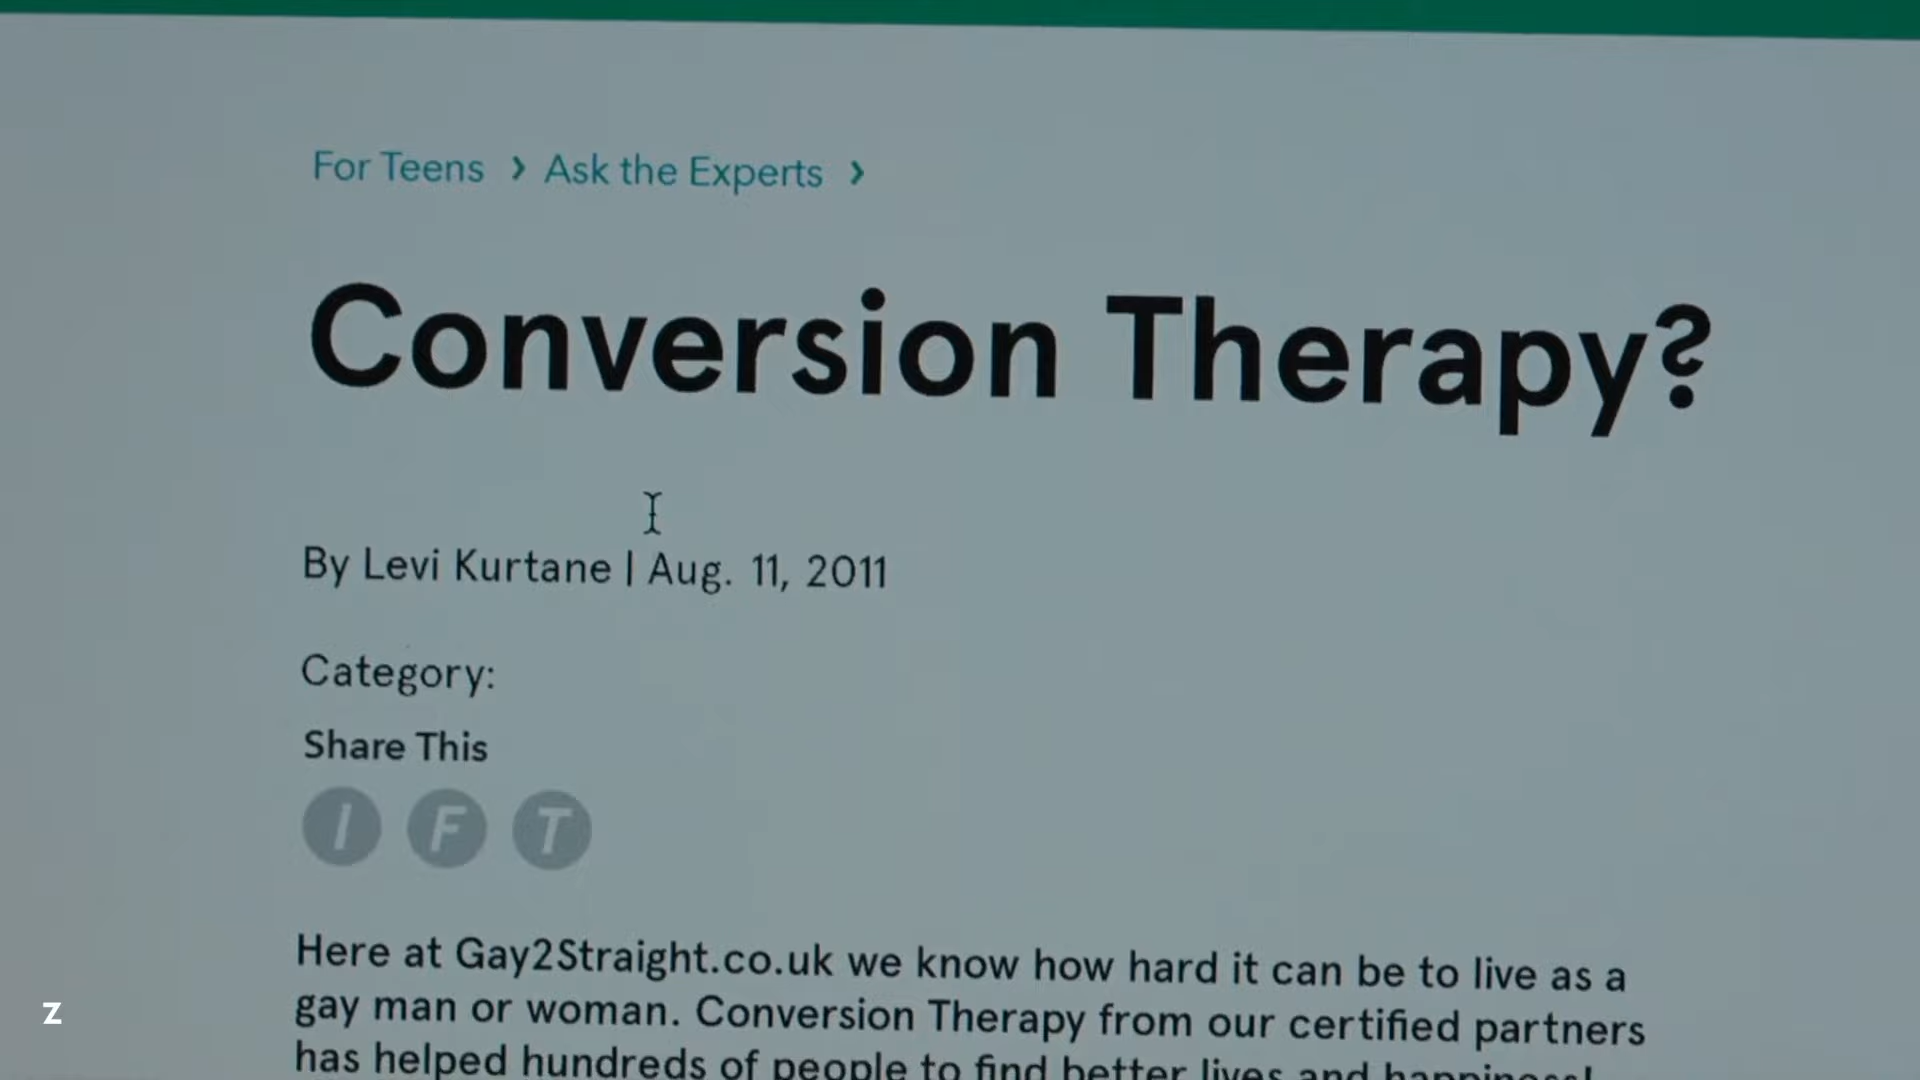 For Teens > Ask the Experts >
Conversion Therapy?
By Levi Kurtane | Aug. 11, 2011
Category:
Share This
I F T
Here at Gay2Straight.co.uk we know how hard it can be to live as a
gay man or woman. Conversion Therapy from our certified partners
has helped hundreds of people to find better lives and happiness!
Z